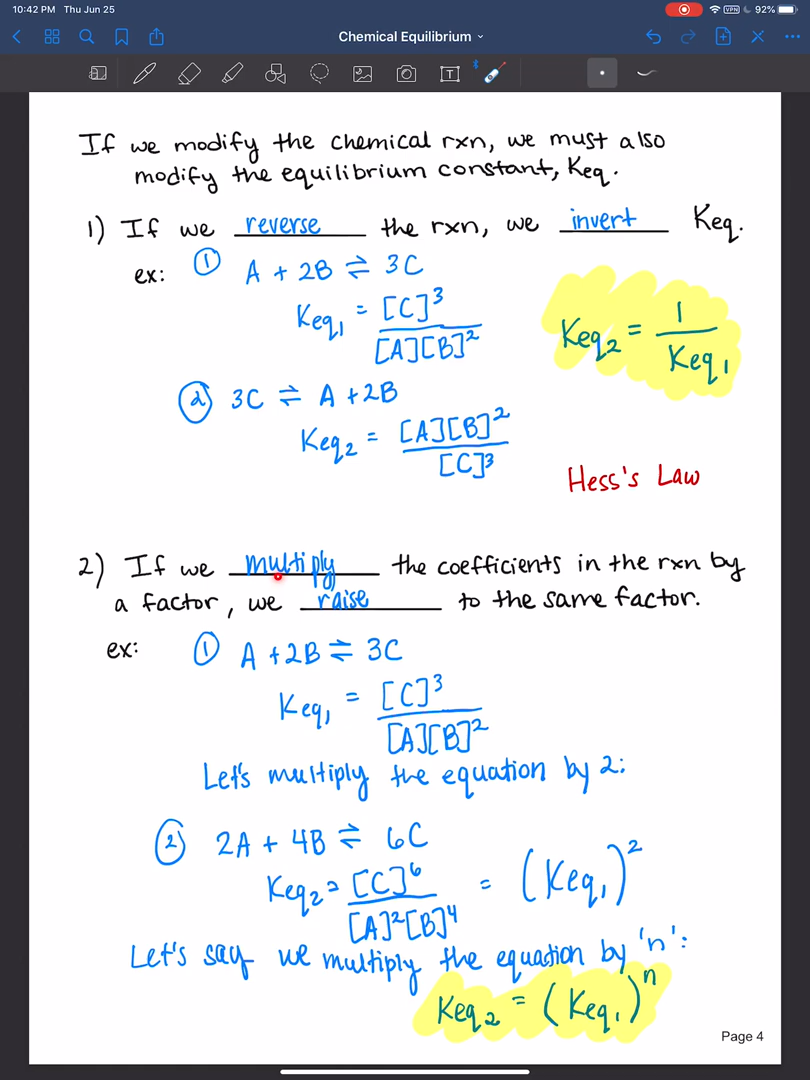 10:42 PM Thu Jun 25
VPN 92%
Chemical Equilibrium
If we modify the chemical rxn, we must also
modify the equilibrium constant, Keq.
1) If we reverse the rxn, we invert Keq.
ex: ① A + 2B ⇌ 3C
Keq₁ = [C]³ / [A][B]²
Keq₂ = 1 / Keq₁
② 3C ⇌ A + 2B
Keq₂ = [A][B]² / [C]³
Hess's Law
2) If we multiply the coefficients in the rxn by
a factor, we raise to the same factor.
ex: ① A + 2B ⇌ 3C
Keq₁ = [C]³ / [A][B]²
Let's multiply the equation by 2:
② 2A + 4B ⇌ 6C
Keq₂ = [C]⁶ / [A]²[B]⁴ = (Keq₁)²
Let's say we multiply the equation by 'n':
Keq₂ = (Keq₁)ⁿ
Page 4